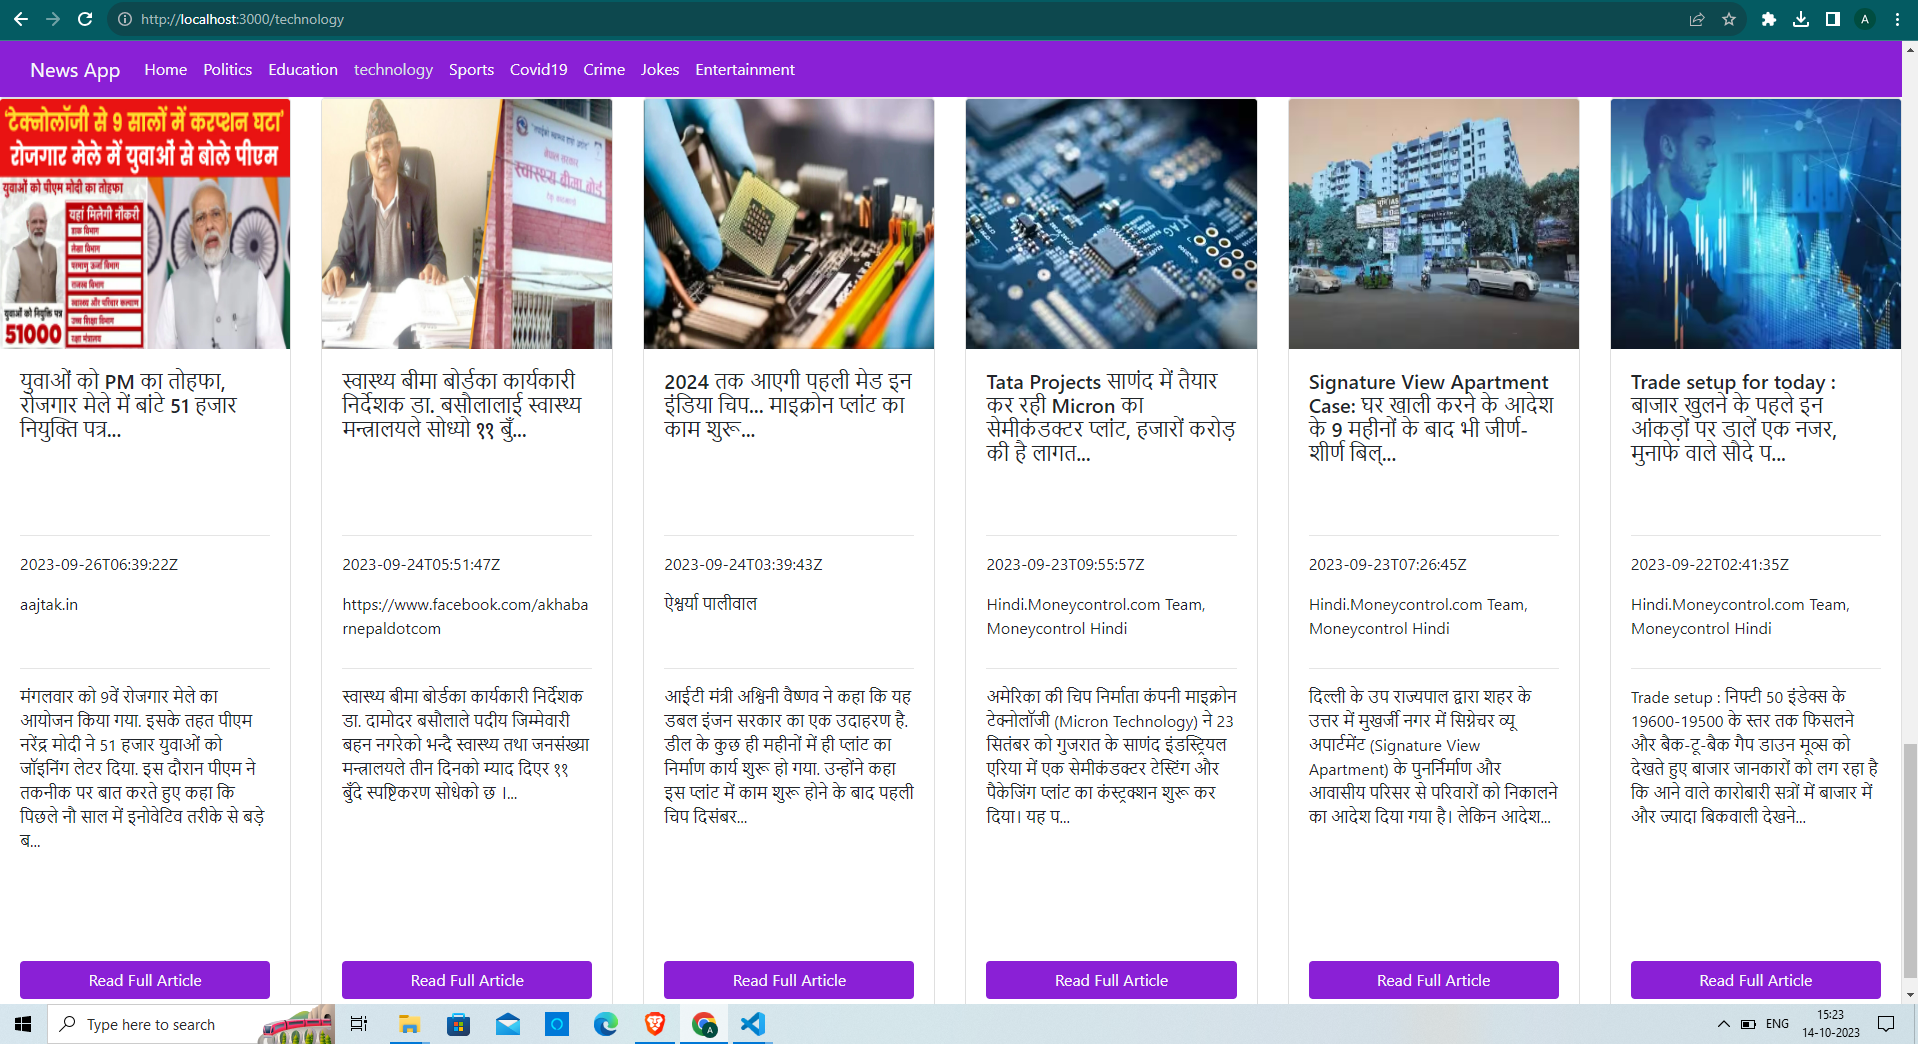 http://localhost:3000/technology
A
News App Home Politics Education technology Sports Covid19 Crime Jokes Entertainment
'टेक्नोलॉजी से 9 सालों में करप्शन घटा'
रोजगार मेले में युवाओं से बोले पीएम
युवाओं को पीएम मोदी का तोहफा
यहां मिलेगी नौकरी
डाक विभाग
लेखा विभाग
परमाणु ऊर्जा विभाग
राजस्व विभाग
स्वास्थ्य और परिवार कल्याण
उच्च शिक्षा विभाग
रक्षा मंत्रालय
युवाओं को नियुक्ति पत्र
51000
नेपाल सरकार
स्वास्थ्य बीमा बोर्ड
युवाओं को PM का तोहफा,
रोजगार मेले में बांटे 51 हजार
नियुक्ति पत्र...
2023-09-26T06:39:22Z
aajtak.in
मंगलवार को 9वें रोजगार मेले का
आयोजन किया गया. इसके तहत पीएम
नरेंद्र मोदी ने 51 हजार युवाओं को
जॉइनिंग लेटर दिया. इस दौरान पीएम ने
तकनीक पर बात करते हुए कहा कि
पिछले नौ साल में इनोवेटिव तरीके से बड़े
ब...
Read Full Article
स्वास्थ्य बीमा बोर्डका कार्यकारी
निर्देशक डा. बसौलालाई स्वास्थ्य
मन्त्रालयले सोध्यो ११ बुँ...
2023-09-24T05:51:47Z
https://www.facebook.com/akhaba
rnepaldotcom
स्वास्थ्य बीमा बोर्डका कार्यकारी निर्देशक
डा. दामोदर बसौलाले पदीय जिम्मेवारी
बहन नगरेको भन्दै स्वास्थ्य तथा जनसंख्या
मन्त्रालयले तीन दिनको म्याद दिएर ११
बुँदे स्पष्टिकरण सोधेको छ ।...
Read Full Article
2024 तक आएगी पहली मेड इन
इंडिया चिप... माइक्रोन प्लांट का
काम शुरू...
2023-09-24T03:39:43Z
ऐश्वर्या पालीवाल
आईटी मंत्री अश्विनी वैष्णव ने कहा कि यह
डबल इंजन सरकार का एक उदाहरण है.
डील के कुछ ही महीनों में ही प्लांट का
निर्माण कार्य शुरू हो गया. उन्होंने कहा
इस प्लांट में काम शुरू होने के बाद पहली
चिप दिसंबर...
Read Full Article
Tata Projects साणंद में तैयार
कर रही Micron का
सेमीकंडक्टर प्लांट, हजारों करोड़
की है लागत...
2023-09-23T09:55:57Z
Hindi.Moneycontrol.com Team,
Moneycontrol Hindi
अमेरिका की चिप निर्माता कंपनी माइक्रोन
टेक्नोलॉजी (Micron Technology) ने 23
सितंबर को गुजरात के साणंद इंडस्ट्रियल
एरिया में एक सेमीकंडक्टर टेस्टिंग और
पैकेजिंग प्लांट का कंस्ट्रक्शन शुरू कर
दिया। यह प...
Read Full Article
Signature View Apartment
Case: घर खाली करने के आदेश
के 9 महीनों के बाद भी जीर्ण-
शीर्ण बिल्...
2023-09-23T07:26:45Z
Hindi.Moneycontrol.com Team,
Moneycontrol Hindi
दिल्ली के उप राज्यपाल द्वारा शहर के
उत्तर में मुखर्जी नगर में सिग्नेचर व्यू
अपार्टमेंट (Signature View
Apartment) के पुनर्निर्माण और
आवासीय परिसर से परिवारों को निकालने
का आदेश दिया गया है। लेकिन आदेश...
Read Full Article
Trade setup for today :
बाजार खुलने के पहले इन
आंकड़ों पर डालें एक नजर,
मुनाफे वाले सौदे प...
2023-09-22T02:41:35Z
Hindi.Moneycontrol.com Team,
Moneycontrol Hindi
Trade setup : निफ्टी 50 इंडेक्स के
19600-19500 के स्तर तक फिसलने
और बैक-टू-बैक गैप डाउन मूव्स को
देखते हुए बाजार जानकारों को लग रहा है
कि आने वाले कारोबारी सत्रों में बाजार में
और ज्यादा बिकवाली देखने...
Read Full Article
Type here to search
ENG
15:23
14-10-2023